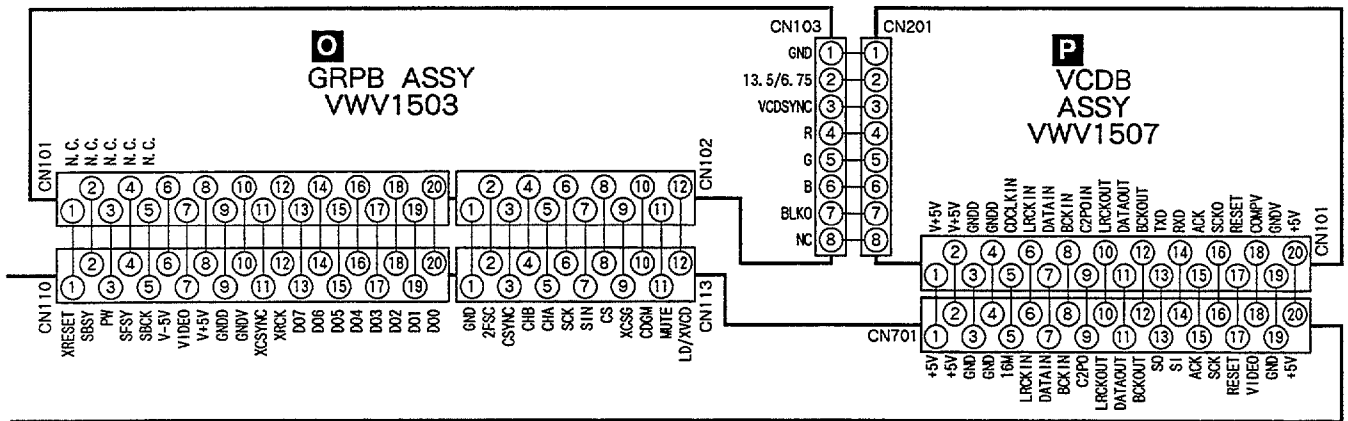 CN103
CN201
O
GRPB ASSY
VWV1503
P
VCDB
ASSY
VWV1507
GND 1 1
13.5/6.75 2 2
VCDSYNC 3 3
R 4 4
G 5 5
B 6 6
BLKO 7 7
NC 8 8
CN101
N.C. N.C. N.C. N.C. N.C.
CN102
2 4 6 8 10 12 14 16 18 20
1 3 5 7 9 11 13 15 17 19
2 4 6 8 10 12
1 3 5 7 9 11
CN110
2 4 6 8 10 12 14 16 18 20
1 3 5 7 9 11 13 15 17 19
XRESET SBSY PW SFSY SBCK V-5V VIDEO V+5V GNDD GNDV XCSYNC XRCK DO7 DO6 DO5 DO4 DO3 DO2 DO1 DO0
2 4 6 8 10 12
1 3 5 7 9 11
CN113
GND 2FSC CSYNC CHB CHA SCK SIN CS XCSG CDGM MUTE LD/XVCD
V+5V V+5V GNDD GNDD CDCLKIN LRCKIN DATAIN BCKIN C2POIN LRCKOUT DATAOUT BCKOUT TXD RXD ACK SCKO RESET COMPV GNDV +5V
CN101
2 4 6 8 10 12 14 16 18 20
1 3 5 7 9 11 13 15 17 19
CN701
2 4 6 8 10 12 14 16 18 20
1 3 5 7 9 11 13 15 17 19
+5V +5V GND GND 16M LRCKIN DATAIN BCKIN C2PO LRCKOUT DATAOUT BCKOUT SO SI ACK SCK RESET VIDEO GND +5V